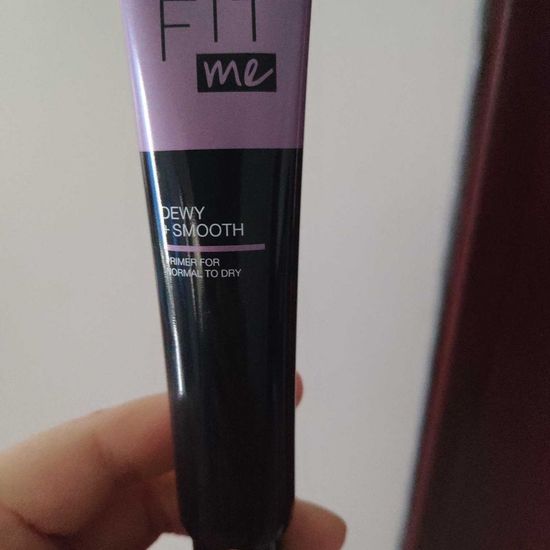 FIT
me
DEWY
+SMOOTH
PRIMER FOR
NORMAL TO DRY